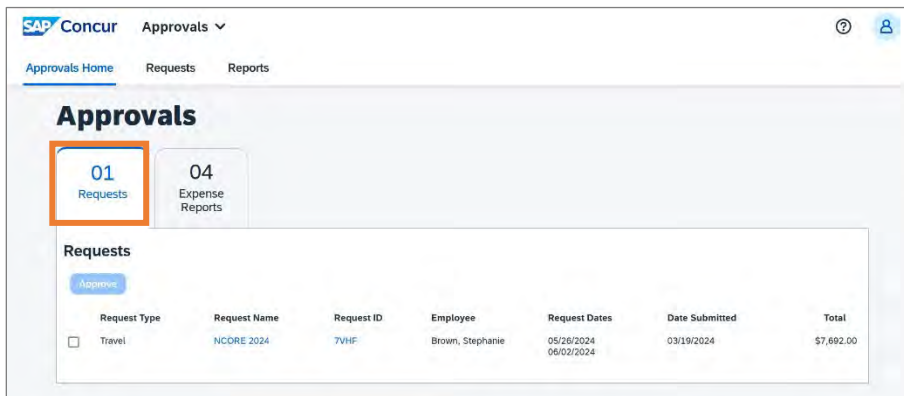 SAP Concur Approvals
Approvals Home Requests Reports
Approvals
01 04
Requests Expense
Reports
Requests
Approve
Request Type Request Name Request ID Employee Request Dates Date Submitted Total
Travel NCORE 2024 7VHF Brown, Stephanie 05/26/2024 03/19/2024 $7,692.00
06/02/2024